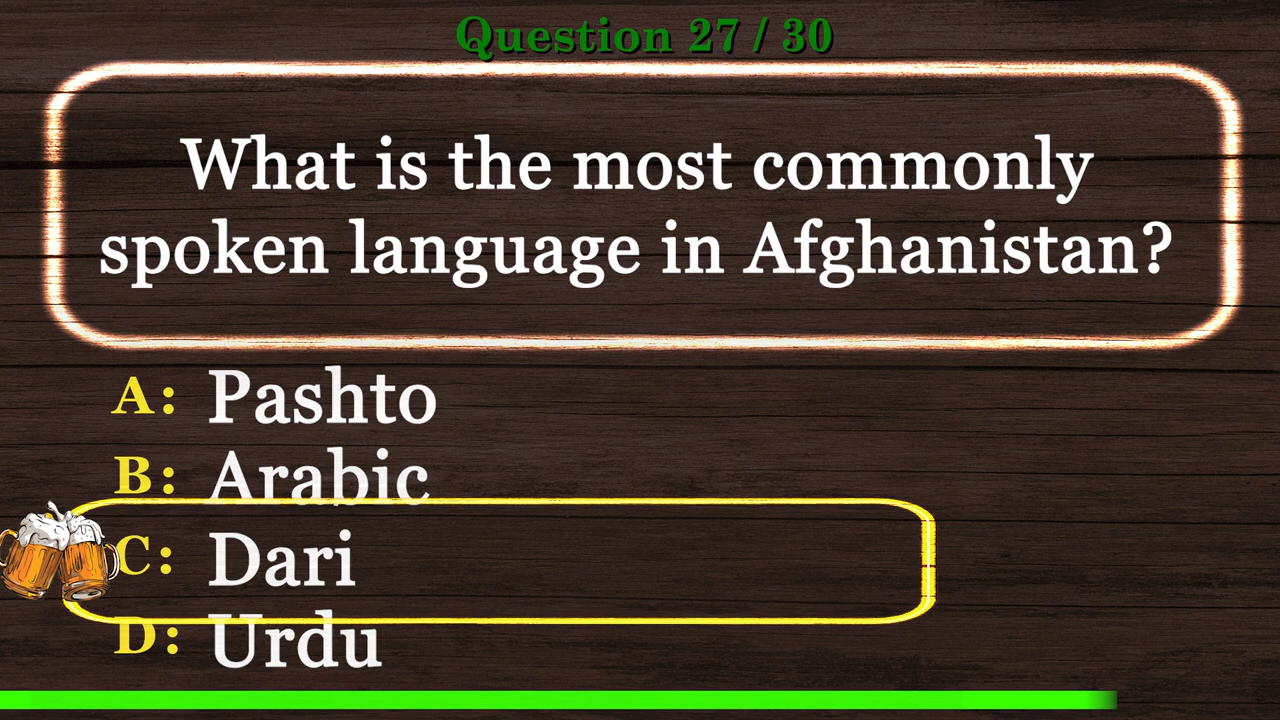 Question 27 / 30
What is the most commonly
spoken language in Afghanistan?
A: Pashto
B: Arabic
C: Dari
D: Urdu